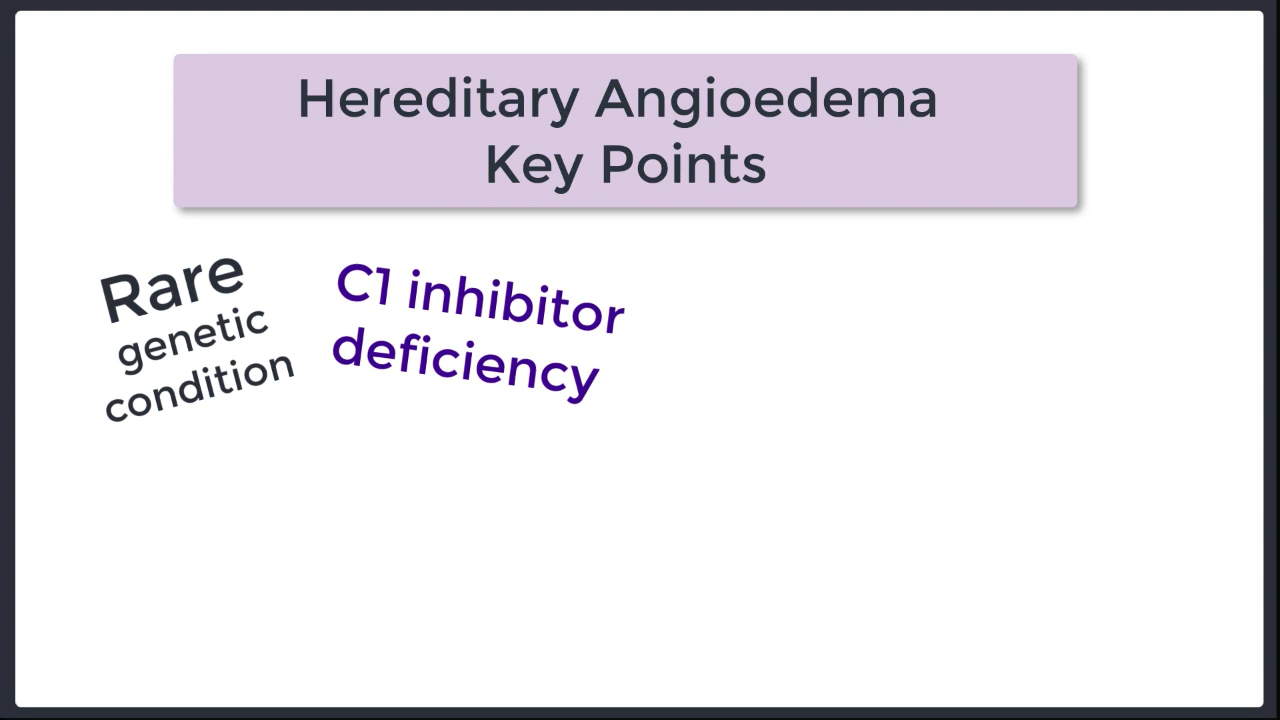 Hereditary Angioedema
Key Points
Rare
genetic
condition
C1 inhibitor
deficiency